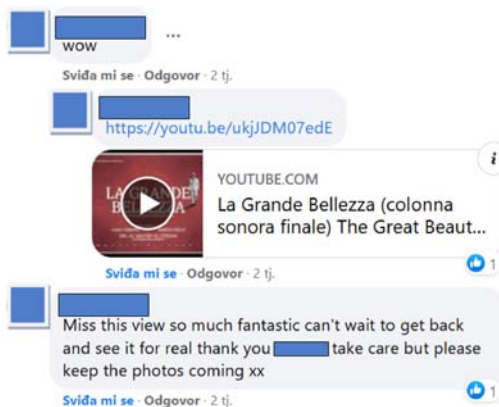 wow
...
Sviđa mi se · Odgovor · 2 tj.
https://youtu.be/ukjJDM07edE
LA GRANDE
BELLEZZA
YOUTUBE.COM
La Grande Bellezza (colonna
sonora finale) The Great Beaut...
i
1
Sviđa mi se · Odgovor · 2 tj.
Miss this view so much fantastic can't wait to get back
and see it for real thank you take care but please
keep the photos coming xx
1
Sviđa mi se · Odgovor · 2 tj.